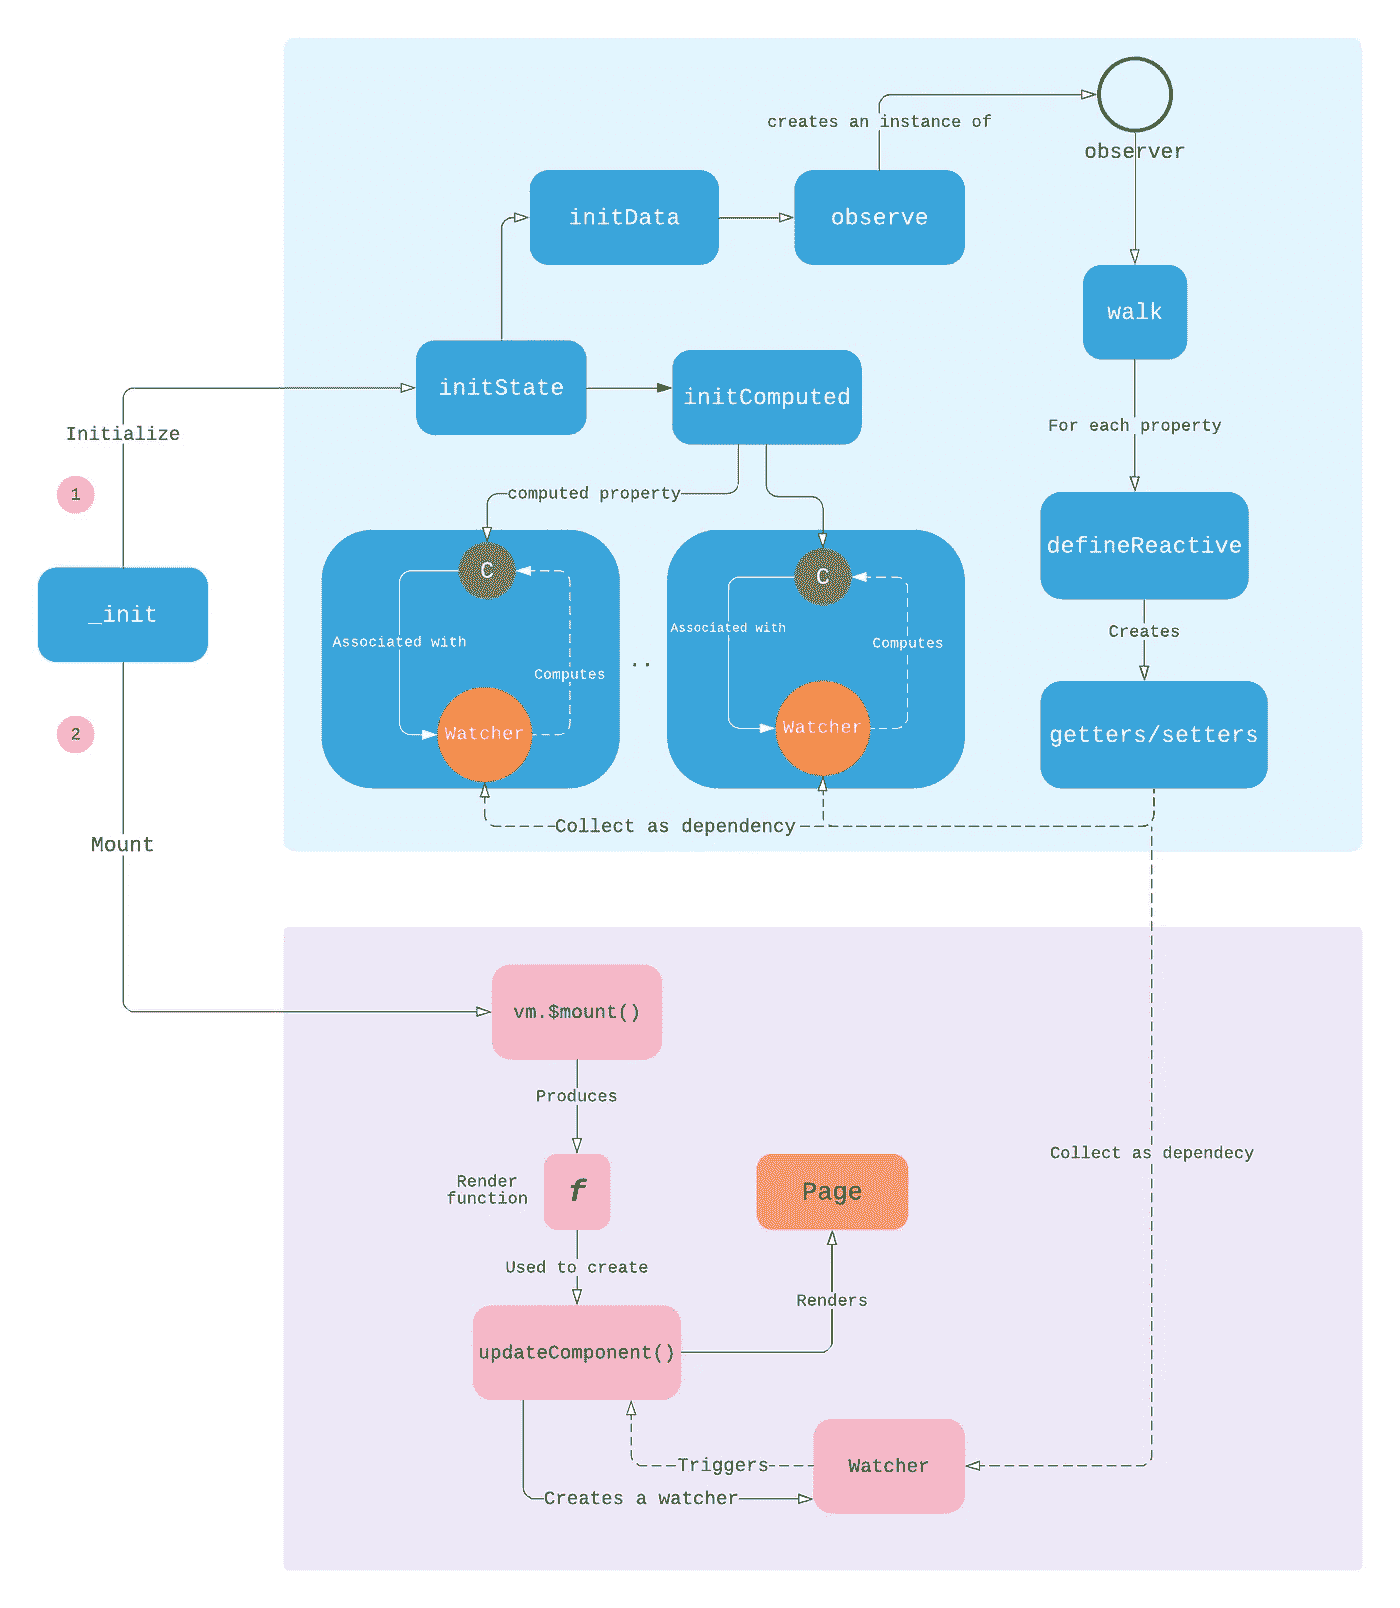 creates an instance of
observer
initData
observe
walk
initState
initComputed
Initialize
For each property
1
computed property
defineReactive
C
C
_init
Associated with
Associated with
Creates
Computes
Computes
..
2
Watcher
Watcher
getters/setters
Collect as dependency
Mount
vm.$mount()
Produces
Render
function
f
Page
Collect as dependecy
Used to create
Renders
updateComponent()
Triggers
Watcher
Creates a watcher